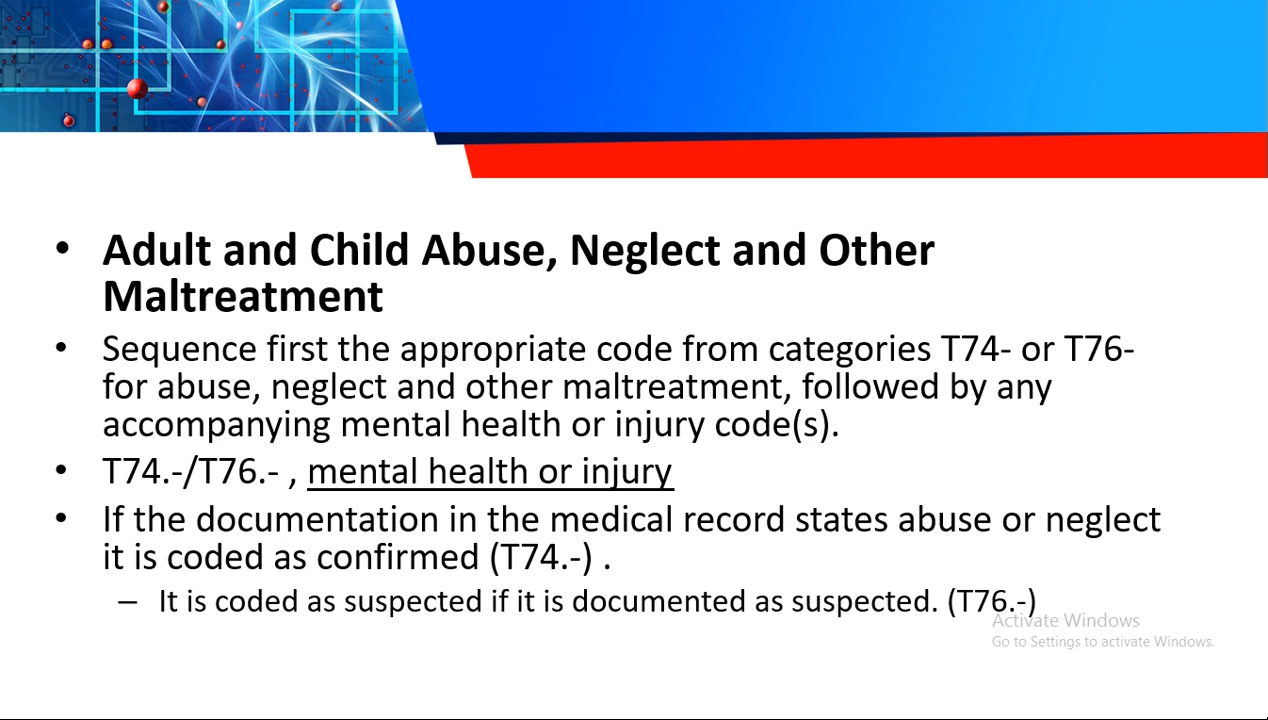 • Adult and Child Abuse, Neglect and Other
Maltreatment
• Sequence first the appropriate code from categories T74- or T76-
for abuse, neglect and other maltreatment, followed by any
accompanying mental health or injury code(s).
• T74.-/T76.- , mental health or injury
• If the documentation in the medical record states abuse or neglect
it is coded as confirmed (T74.-) .
– It is coded as suspected if it is documented as suspected. (T76.-)
Activate Windows
Go to Settings to activate Windows.